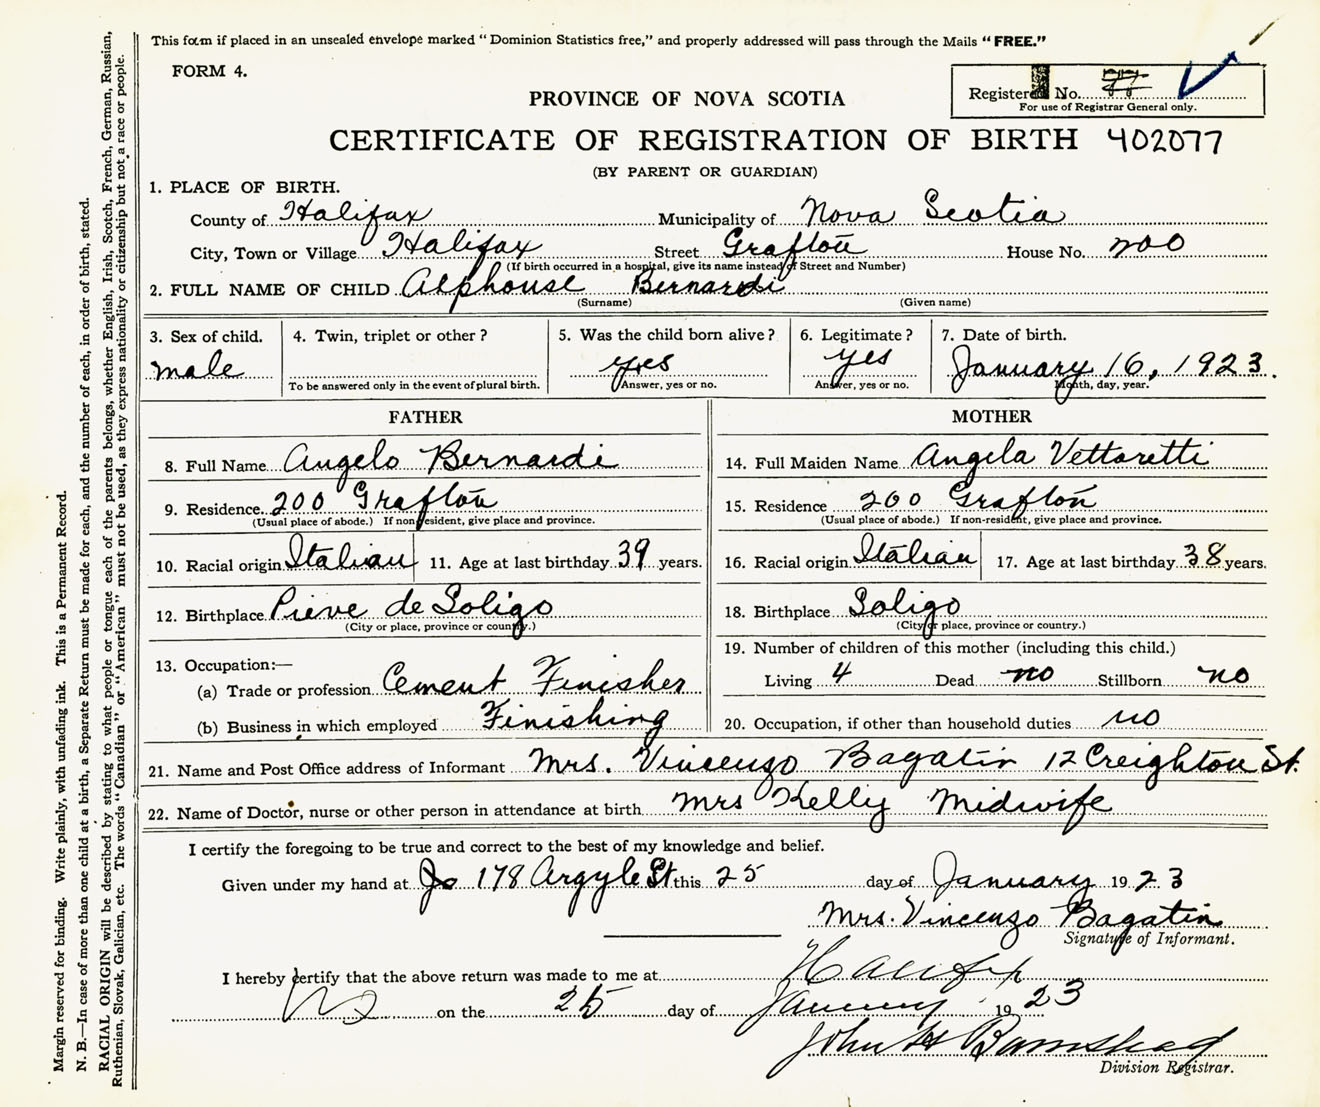 This form if placed in an unsealed envelope marked "Dominion Statistics free," and properly addressed will pass through the Mails "FREE."
FORM 4.
Registered No. 77
For use of Registrar General only.
PROVINCE OF NOVA SCOTIA
CERTIFICATE OF REGISTRATION OF BIRTH 402077
(BY PARENT OR GUARDIAN)
1. PLACE OF BIRTH.
County of Halifax Municipality of Nova Scotia
City, Town or Village Halifax Street Grafton House No. 200
(If birth occurred in a hospital, give its name instead of Street and Number)
2. FULL NAME OF CHILD Alphouse Bernardi
(Surname) (Given name)
3. Sex of child. 4. Twin, triplet or other? 5. Was the child born alive? 6. Legitimate? 7. Date of birth.
male yes yes January 16, 1923.
To be answered only in the event of plural birth. Answer, yes or no. Answer, yes or no. Month, day, year.
FATHER MOTHER
8. Full Name Angelo Bernardi 14. Full Maiden Name Angela Vettoretti
9. Residence. 200 Grafton 15. Residence 200 Grafton
(Usual place of abode.) If non-resident, give place and province. (Usual place of abode.) If non-resident, give place and province.
10. Racial origin Italian 11. Age at last birthday 39 years. 16. Racial origin Italian 17. Age at last birthday 38 years.
12. Birthplace Pieve de Soligo 18. Birthplace Soligo
(City or place, province or country.) (City or place, province or country.)
13. Occupation:— 19. Number of children of this mother (including this child.)
(a) Trade or profession Cement Finisher Living 4 Dead no Stillborn no
(b) Business in which employed Finishing 20. Occupation, if other than household duties no
21. Name and Post Office address of Informant Mrs. Vincenzo Bagatin 12 Creighton St.
22. Name of Doctor, nurse or other person in attendance at birth Mrs Kelly Midwife
I certify the foregoing to be true and correct to the best of my knowledge and belief.
Given under my hand at 178 Argyle St this 25 day of January 1923
Mrs. Vincenzo Bagatin
Signature of Informant.
I hereby certify that the above return was made to me at Halifax
NS on the 25 day of January 1923
John H Barnstead
Division Registrar.
Margin reserved for binding. Write plainly, with unfading ink. This is a Permanent Record.
N. B.—In case of more than one child at a birth, a Separate Return must be made for each, and the number of each, in order of birth, stated.
RACIAL ORIGIN will be described by stating to what people or tongue each of the parents belongs, whether English, Irish, Scotch, French, German, Russian,
Ruthenian, Slovak, Galician, etc. The words "Canadian" or "American" must not be used, as they express nationality or citizenship but not a race or people.